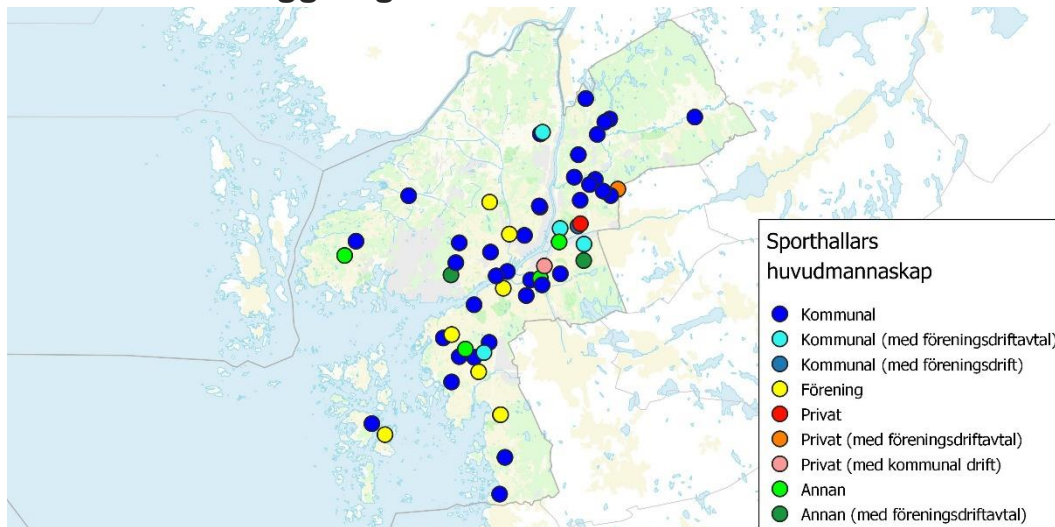 Sporthallars
huvudmannaskap
Kommunal
Kommunal (med föreningsdriftavtal)
Kommunal (med föreningsdrift)
Förening
Privat
Privat (med föreningsdriftavtal)
Privat (med kommunal drift)
Annan
Annan (med föreningsdriftavtal)